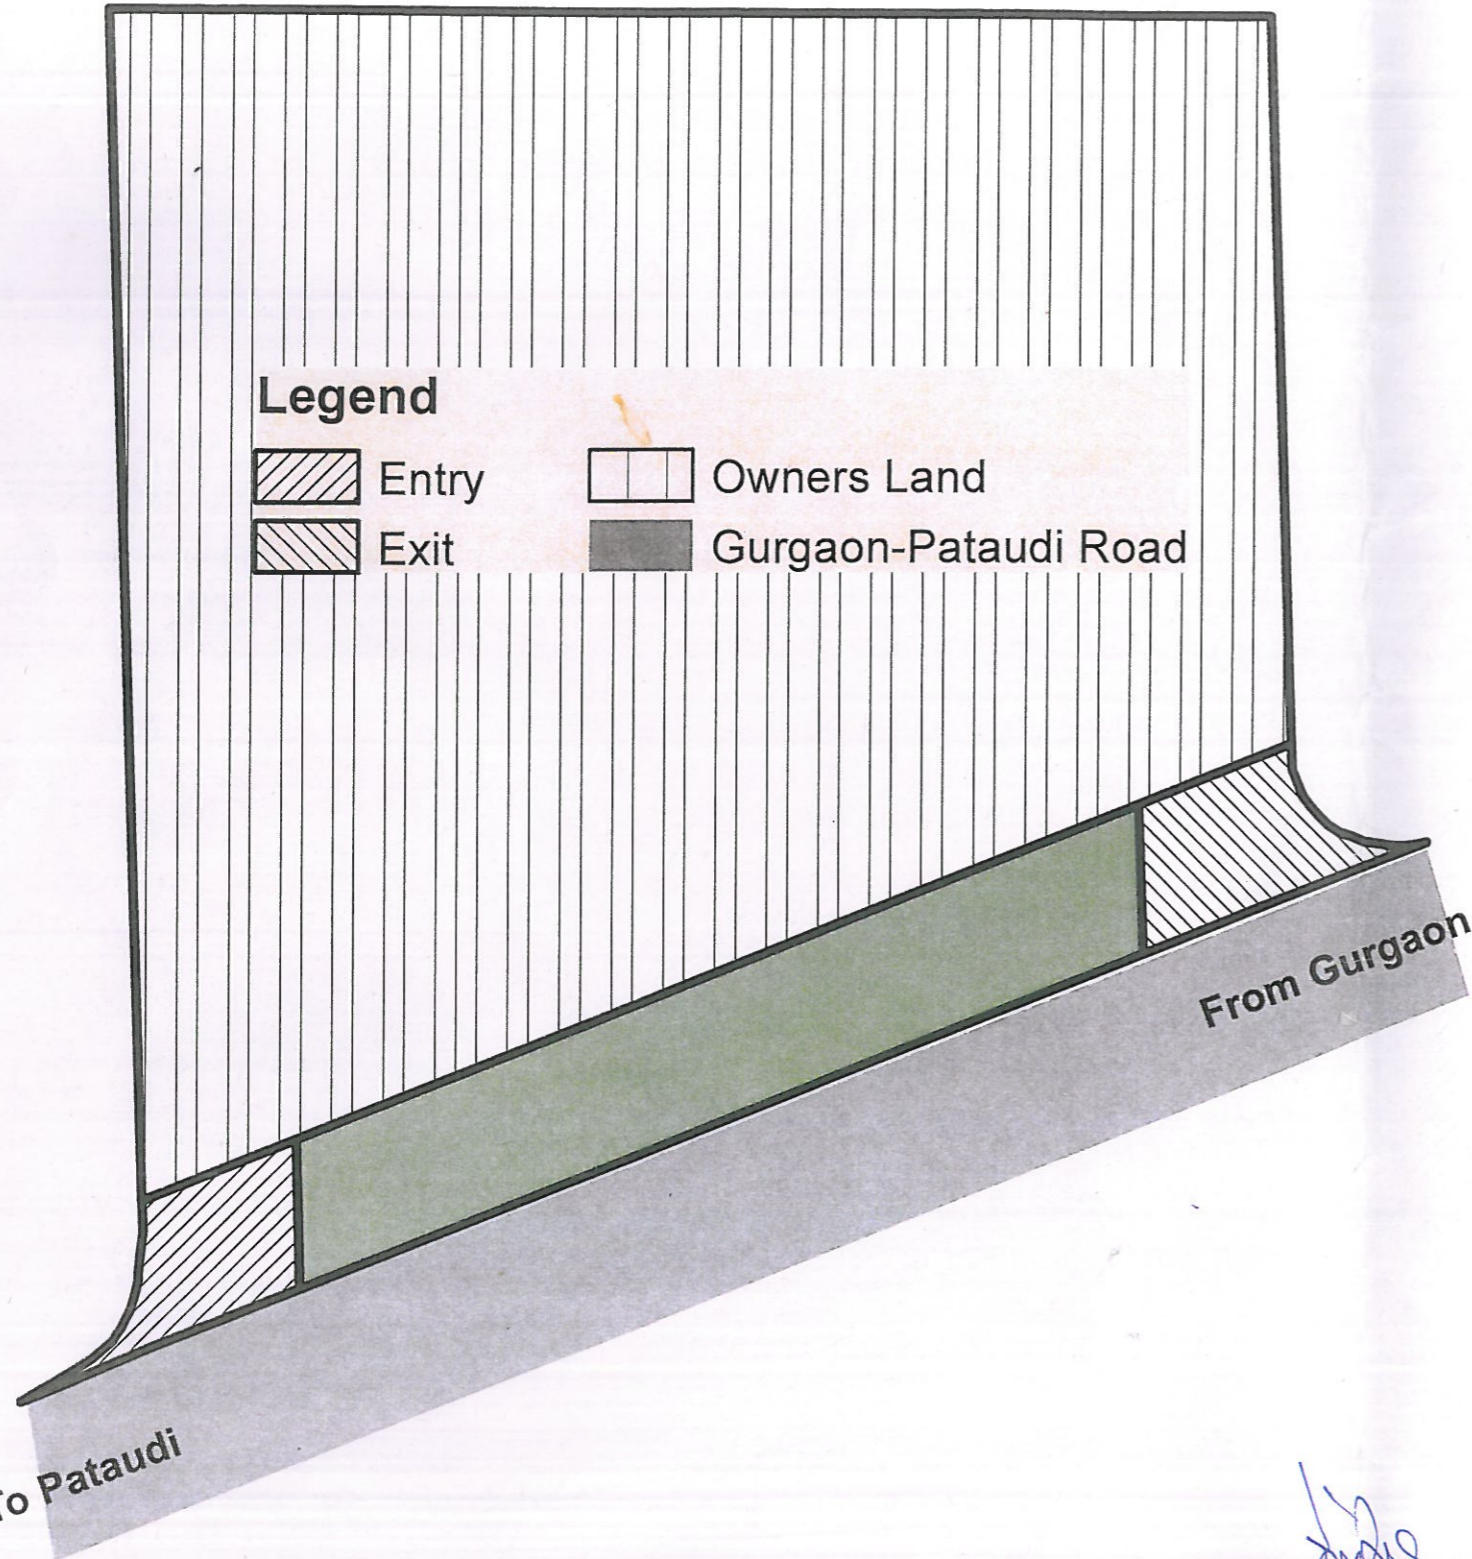 Legend
Entry
Owners Land
Exit
Gurgaon-Pataudi Road
From Gurgaon
To Pataudi